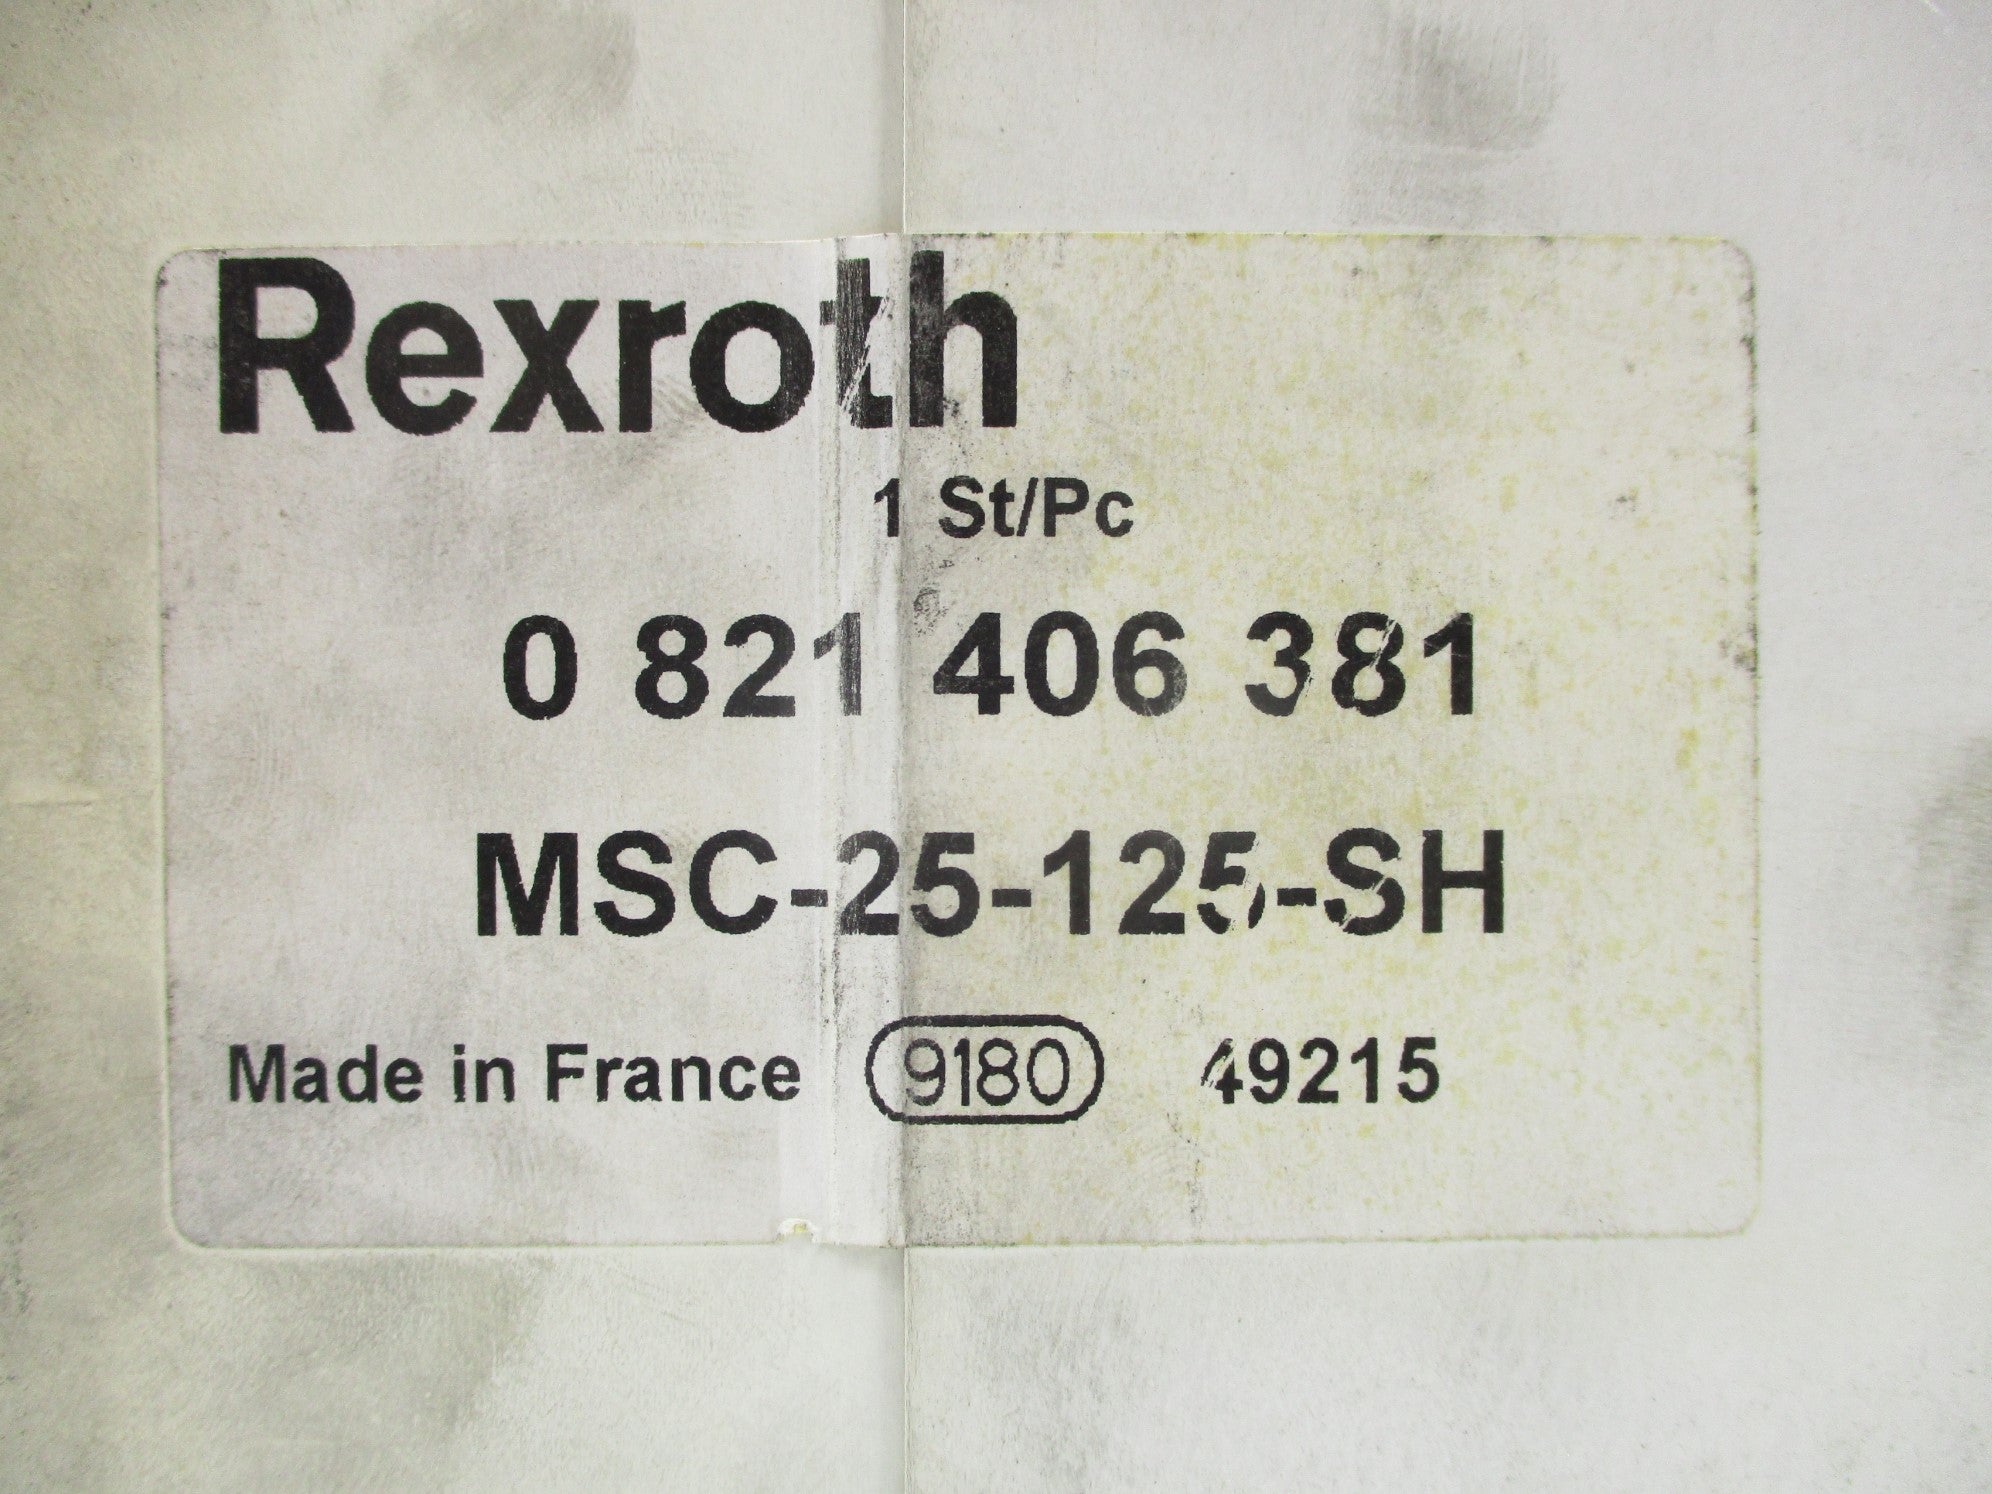 Rexroth
1 St/Pc
0 821 406 381
MSC-25-125-SH
Made in France 9180 49215